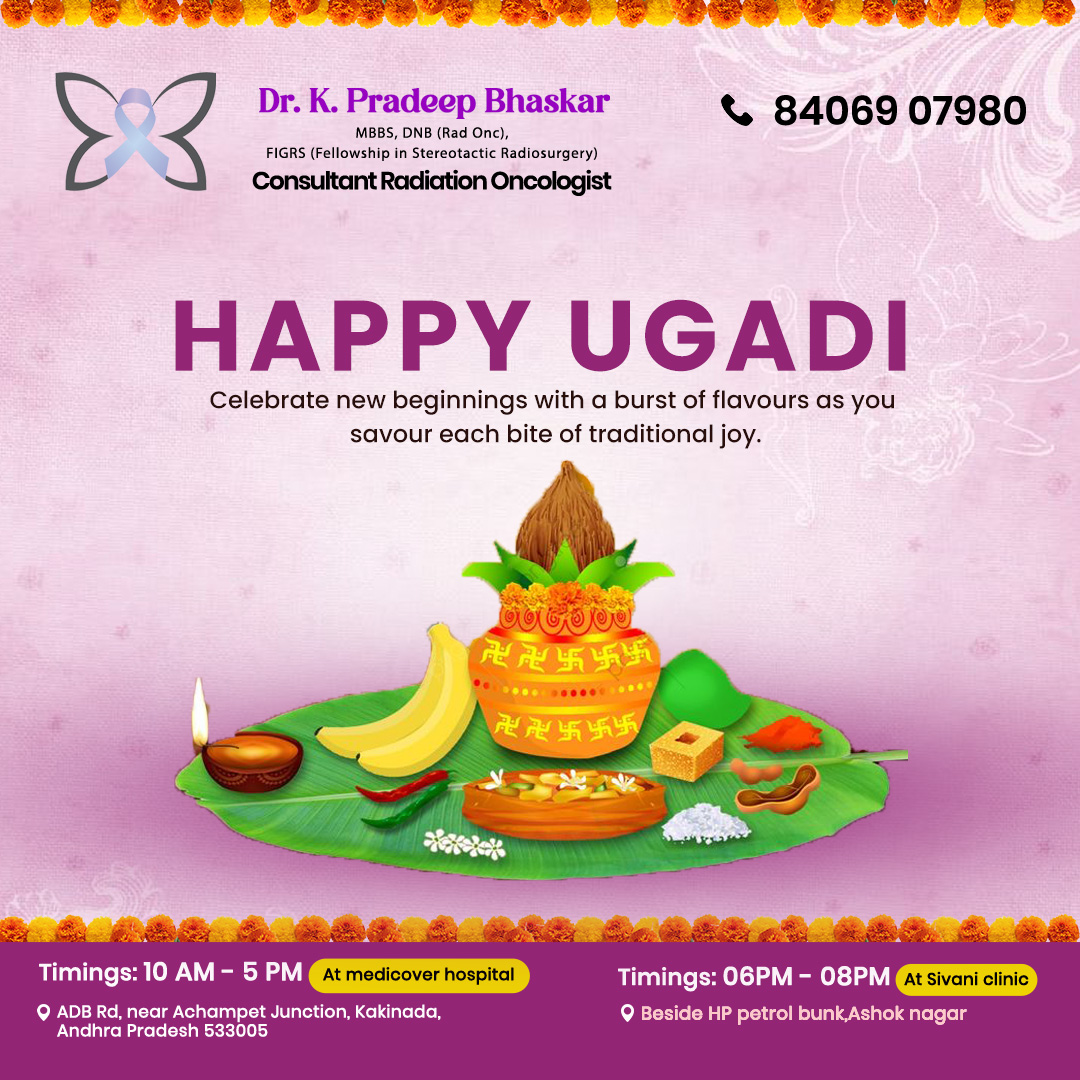 Dr. K. Pradeep Bhaskar
MBBS, DNB (Rad Onc),
FIGRS (Fellowship in Stereotactic Radiosurgery)
Consultant Radiation Oncologist
84069 07980
HAPPY UGADI
Celebrate new beginnings with a burst of flavours as you
savour each bite of traditional joy.
Timings: 10 AM - 5 PM At medicover hospital
ADB Rd, near Achampet Junction, Kakinada,
Andhra Pradesh 533005
Timings: 06PM - 08PM At Sivani clinic
Beside HP petrol bunk,Ashok nagar